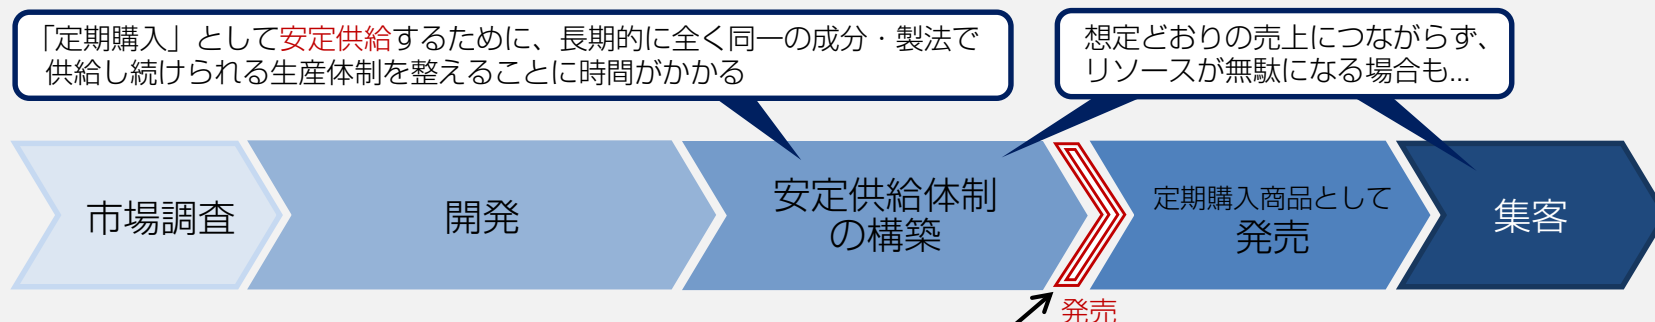 「定期購入」として安定供給するために、長期的に全く同一の成分・製法で
供給し続けられる生産体制を整えることに時間がかかる
想定どおりの売上につながらず、
リソースが無駄になる場合も...
市場調査
開発
安定供給体制
の構築
定期購入商品として
発売
集客
発売